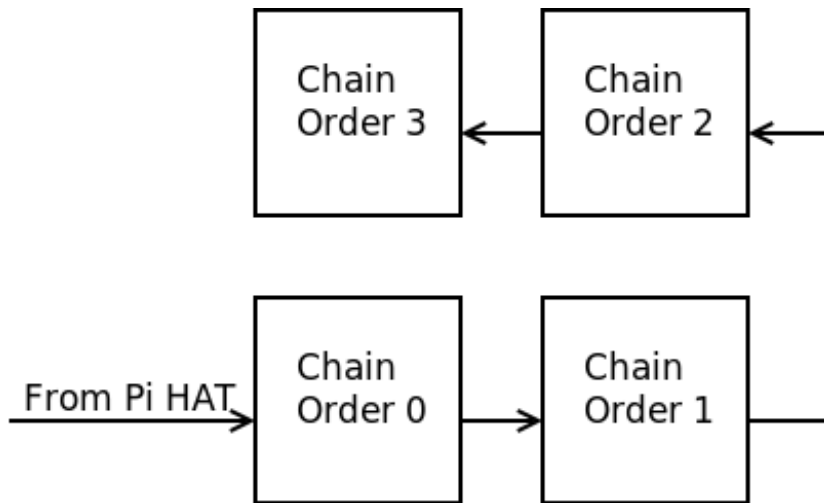 Chain
Order 3
Chain
Order 2
From Pi HAT
Chain
Order 0
Chain
Order 1